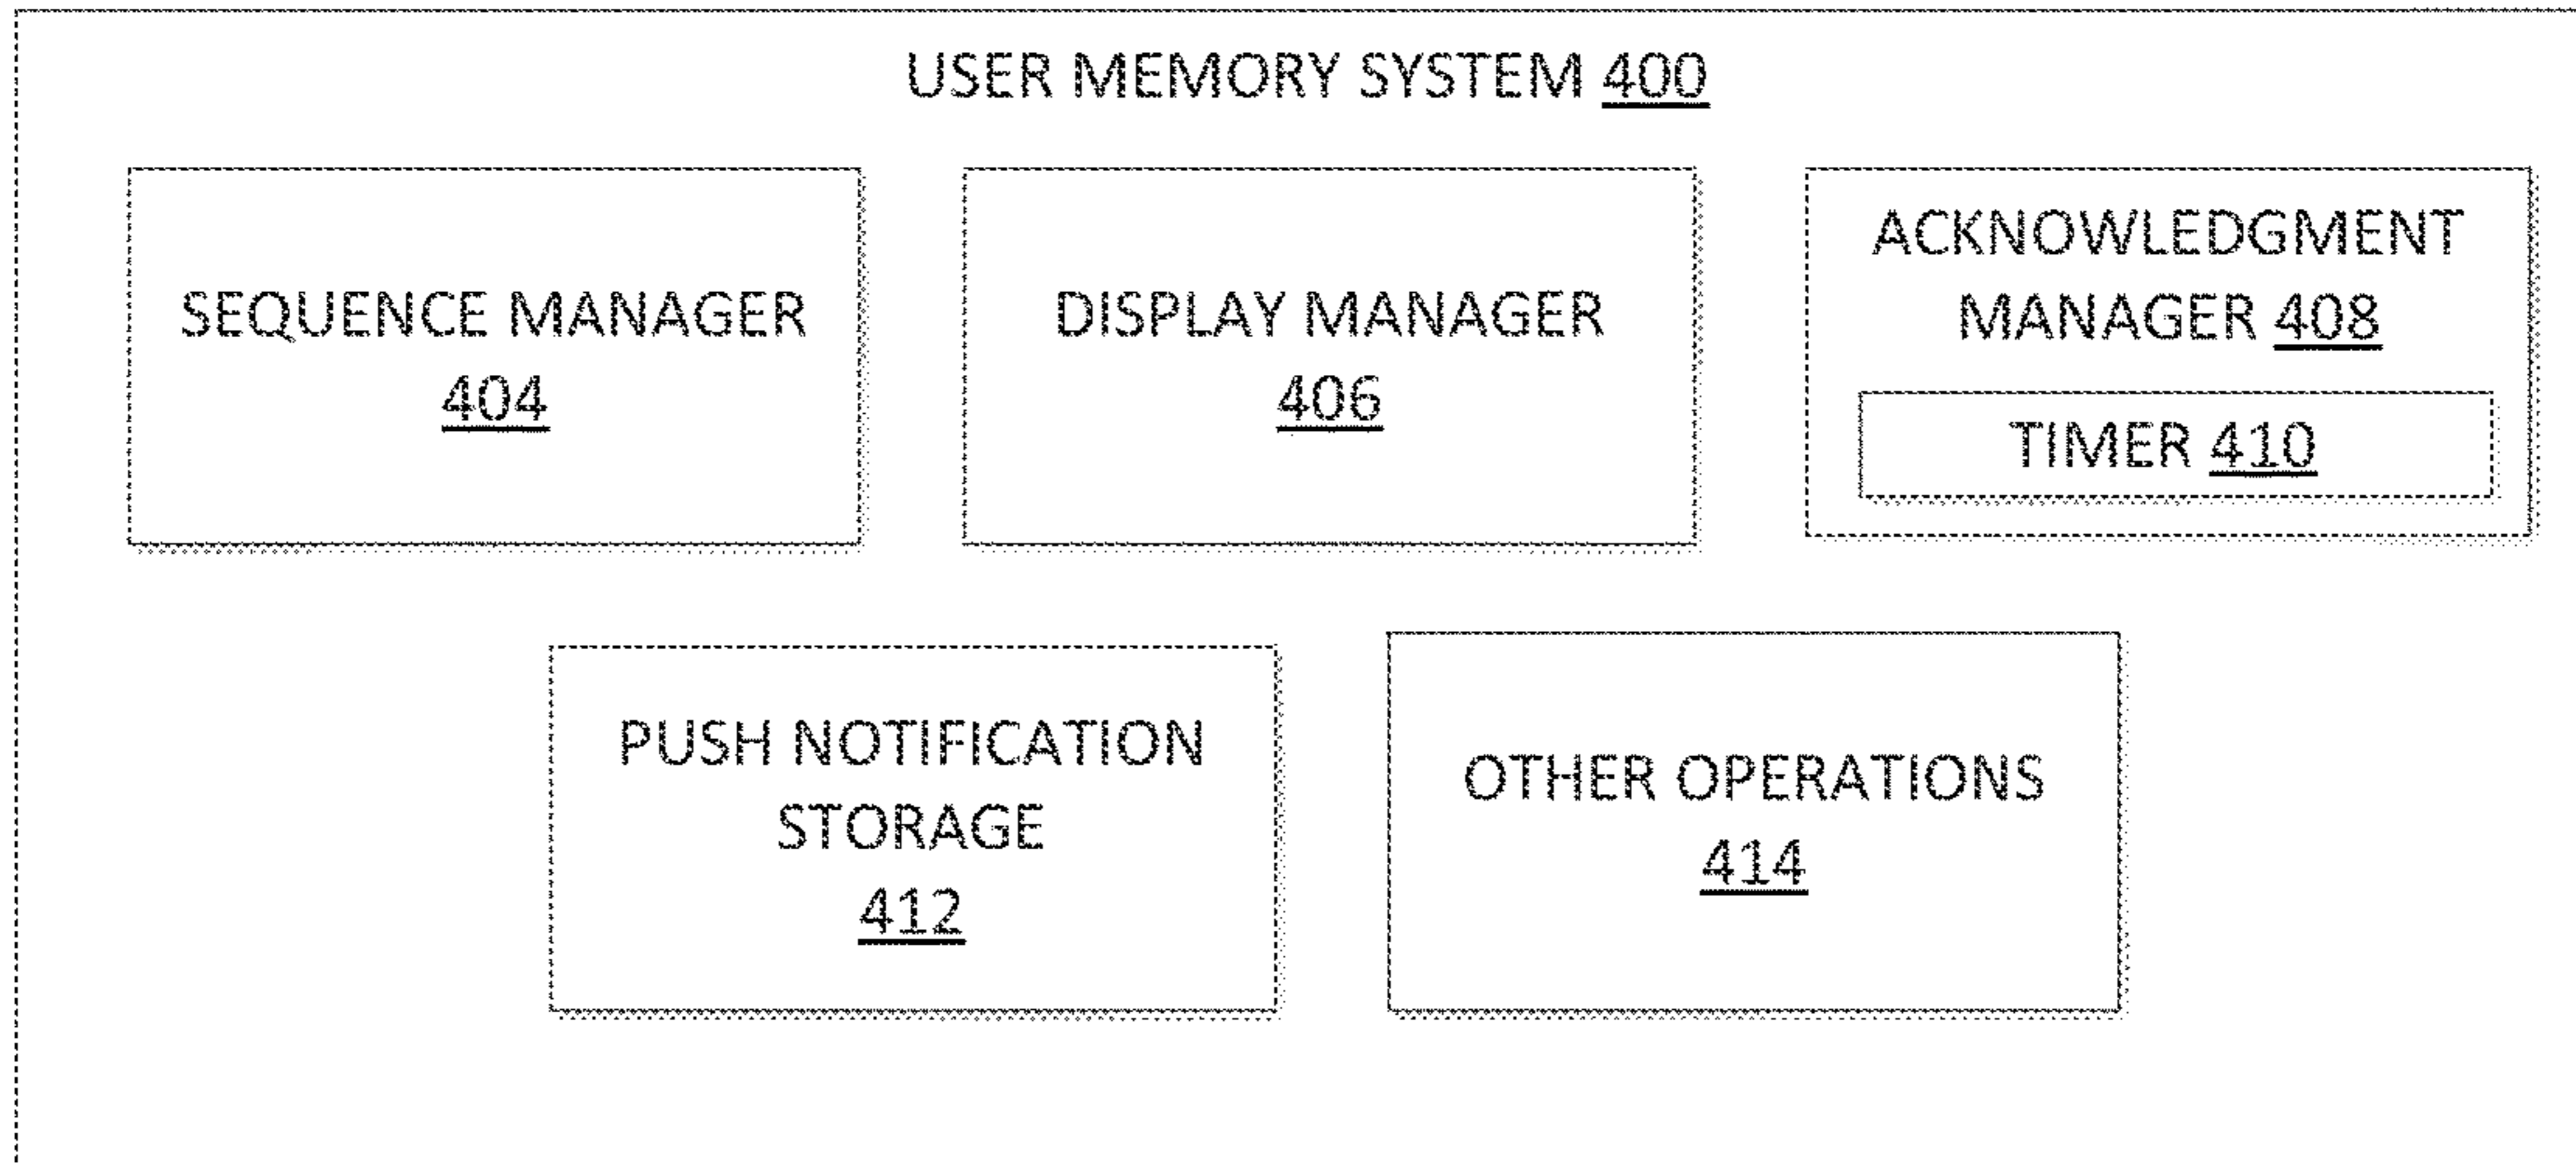 USER MEMORY SYSTEM 400
SEQUENCE MANAGER
404
DISPLAY MANAGER
406
ACKNOWLEDGMENT
MANAGER 408
TIMER 410
PUSH NOTIFICATION
STORAGE
412
OTHER OPERATIONS
414